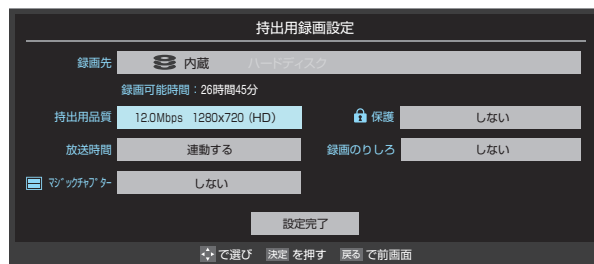 持出用録画設定
録画先 内蔵 ハードディスク
録画可能時間：26時間45分
持出用品質 12.0Mbps 1280x720 (HD) 保護 しない
放送時間 連動する 録画のりしろ しない
マジックチャプター しない
設定完了
で選び 決定 を押す 戻る で前画面